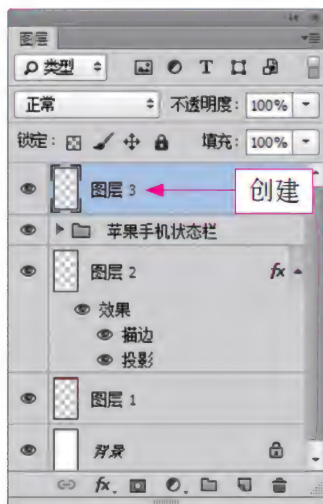 图层
类型 T
正常 不透明度: 100%
锁定: 填充: 100%
图层 3 创建
苹果手机状态栏
图层 2 fx
效果
描边
投影
图层 1
背景
fx